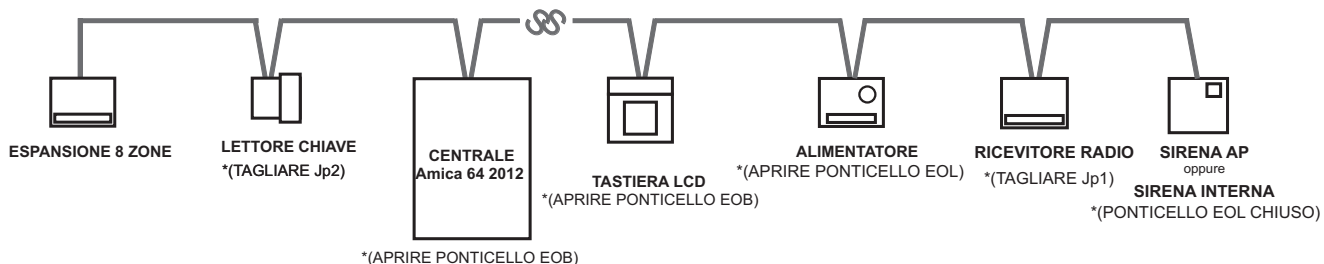 ESPANSIONE 8 ZONE
LETTORE CHIAVE
*(TAGLIARE Jp2)
CENTRALE
Amica 64 2012
*(APRIRE PONTICELLO EOB)
TASTIERA LCD
*(APRIRE PONTICELLO EOB)
ALIMENTATORE
*(APRIRE PONTICELLO EOL)
RICEVITORE RADIO
*(TAGLIARE Jp1)
SIRENA AP
oppure
SIRENA INTERNA
*(PONTICELLO EOL CHIUSO)